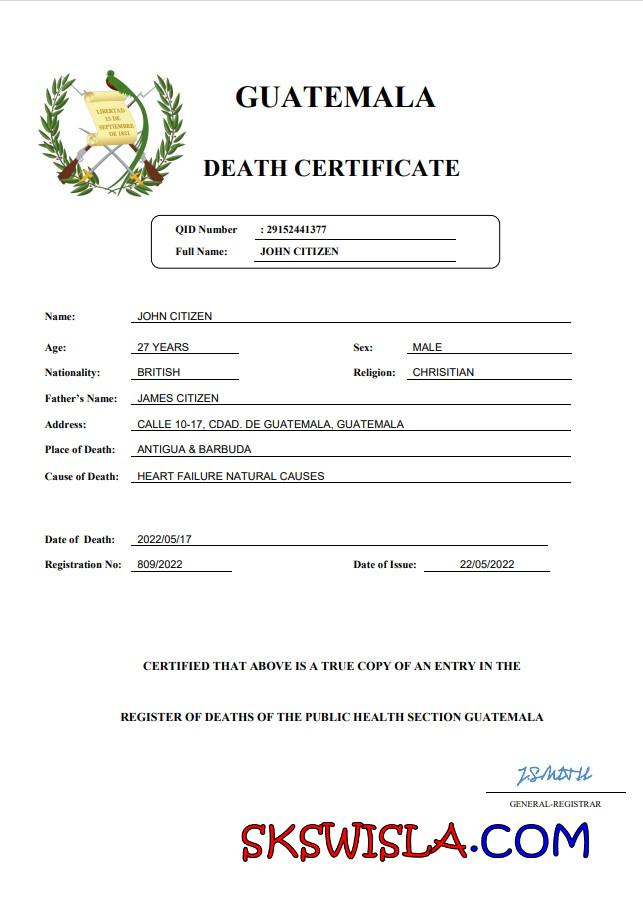 LIBERTAD
15 DE
SEPTIEMBRE
DE 1821
GUATEMALA
DEATH CERTIFICATE
QID Number : 29152441377
Full Name: JOHN CITIZEN
Name: JOHN CITIZEN
Age: 27 YEARS Sex: MALE
Nationality: BRITISH Religion: CHRISITIAN
Father's Name: JAMES CITIZEN
Address: CALLE 10-17, CDAD. DE GUATEMALA, GUATEMALA
Place of Death: ANTIGUA & BARBUDA
Cause of Death: HEART FAILURE NATURAL CAUSES
Date of Death: 2022/05/17
Registration No: 809/2022 Date of Issue: 22/05/2022
CERTIFIED THAT ABOVE IS A TRUE COPY OF AN ENTRY IN THE
REGISTER OF DEATHS OF THE PUBLIC HEALTH SECTION GUATEMALA
GENERAL-REGISTRAR
SKSWISLA.COM